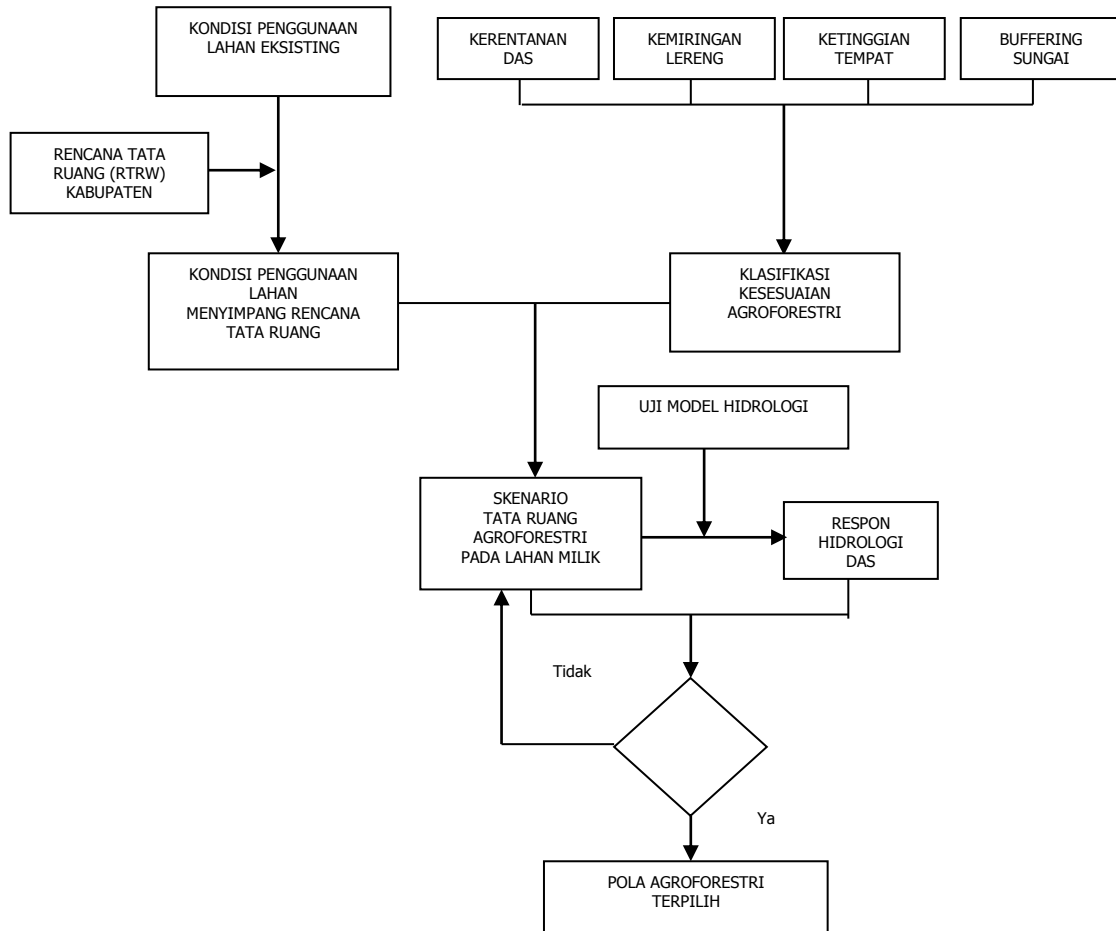 KONDISI PENGGUNAAN
LAHAN EKSISTING
KERENTANAN
DAS
KEMIRINGAN
LERENG
KETINGGIAN
TEMPAT
BUFFERING
SUNGAI
RENCANA TATA
RUANG (RTRW)
KABUPATEN
KONDISI PENGGUNAAN
LAHAN
MENYIMPANG RENCANA
TATA RUANG
KLASIFIKASI
KESESUAIAN
AGROFORESTRI
UJI MODEL HIDROLOGI
SKENARIO
TATA RUANG
AGROFORESTRI
PADA LAHAN MILIK
RESPON
HIDROLOGI
DAS
Tidak
Ya
POLA AGROFORESTRI
TERPILIH